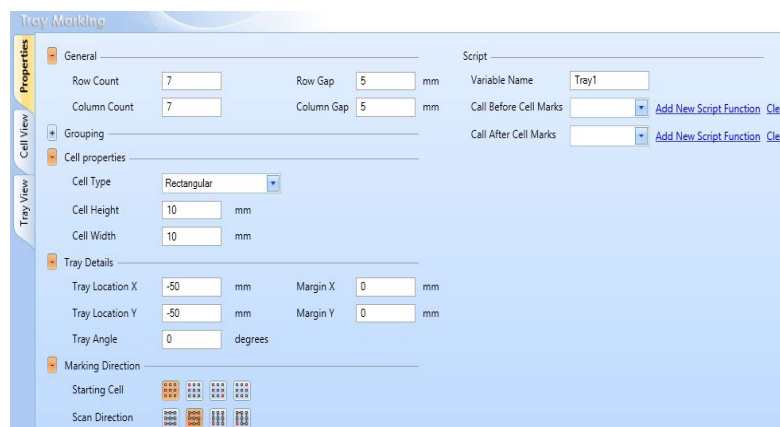 Tray Marking
Properties
Cell View
Tray View
General
Row Count 7 Row Gap 5 mm
Column Count 7 Column Gap 5 mm
Grouping
Cell properties
Cell Type Rectangular
Cell Height 10 mm
Cell Width 10 mm
Tray Details
Tray Location X -50 mm Margin X 0 mm
Tray Location Y -50 mm Margin Y 0 mm
Tray Angle 0 degrees
Marking Direction
Starting Cell
Scan Direction
Script
Variable Name Tray1
Call Before Cell Marks Add New Script Function Cle
Call After Cell Marks Add New Script Function Cle